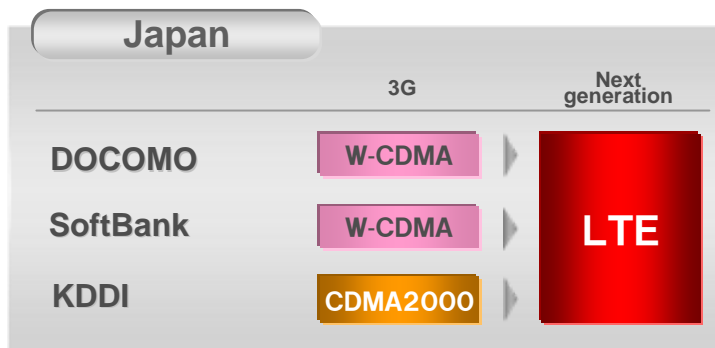 Japan
3G
Next
generation
DOCOMO
W-CDMA
SoftBank
W-CDMA
LTE
KDDI
CDMA2000